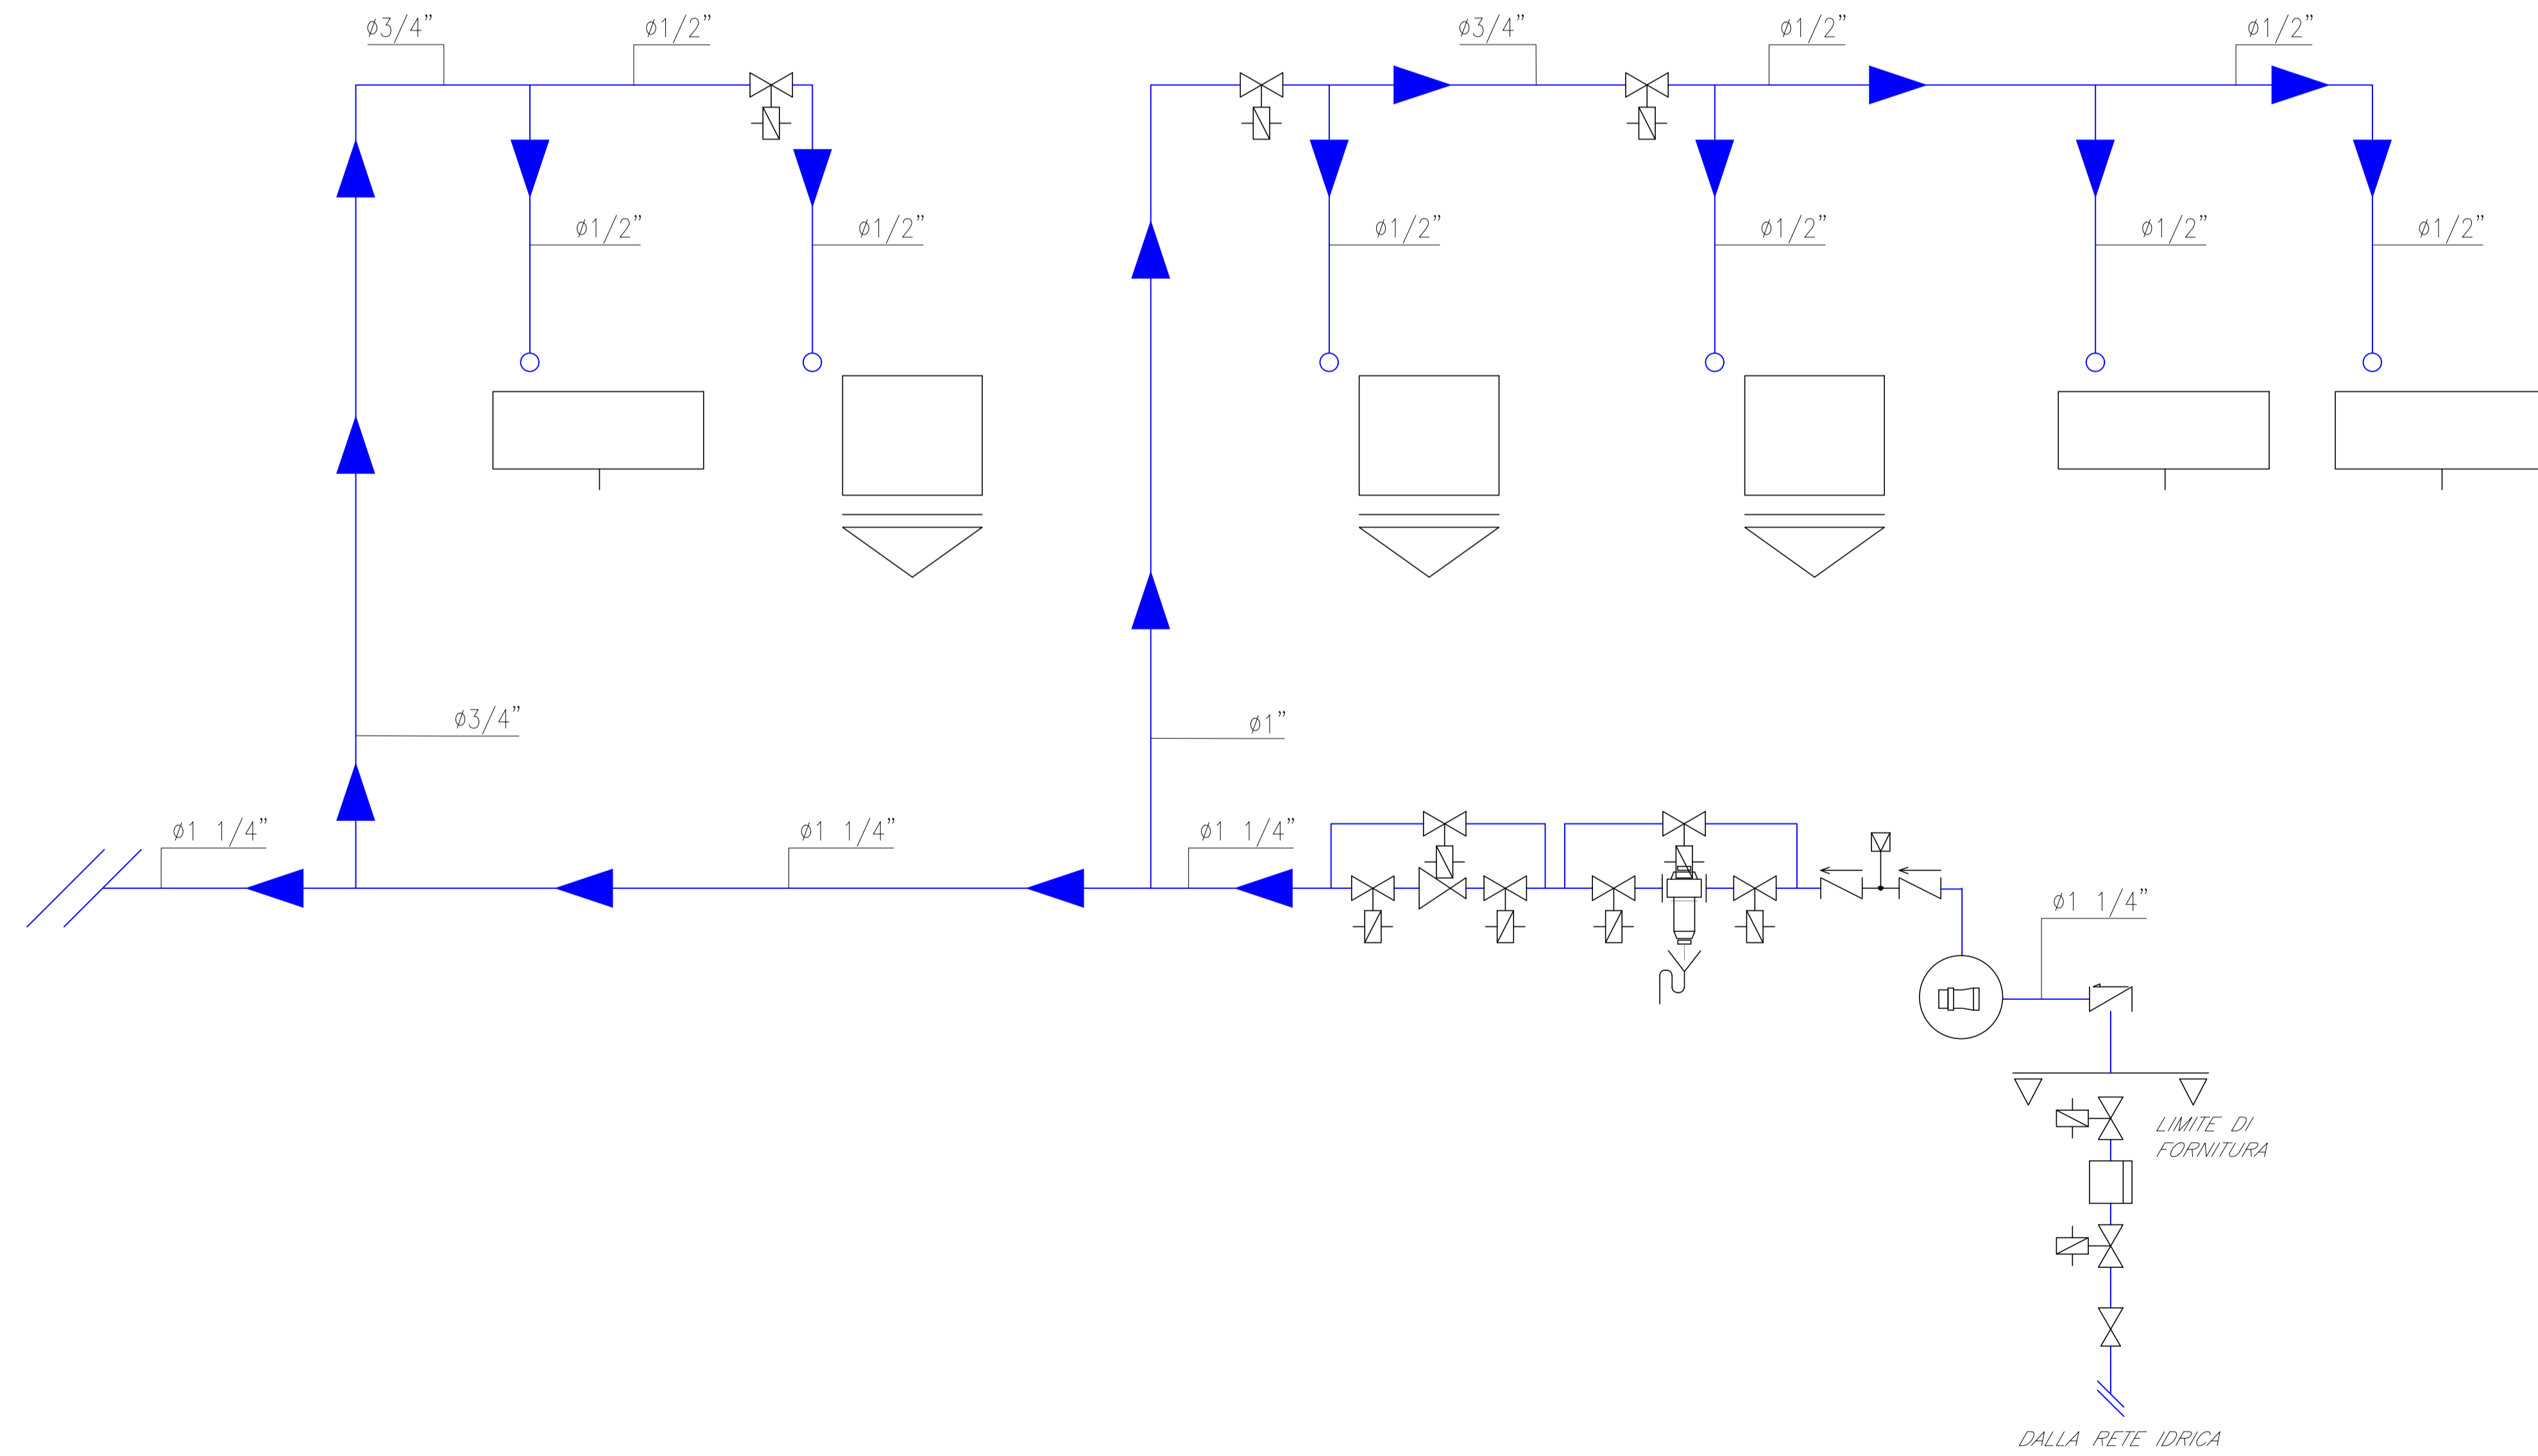 ø3/4”
ø1/2”
ø3/4”
ø1/2”
ø1/2”
ø1/2”
ø1/2”
ø1/2”
ø1/2”
ø1/2”
ø1/2”
ø3/4”
ø1”
ø1 1/4”
ø1 1/4”
ø1 1/4”
ø1 1/4”
LIMITE DI
FORNITURA
DALLA RETE IDRICA